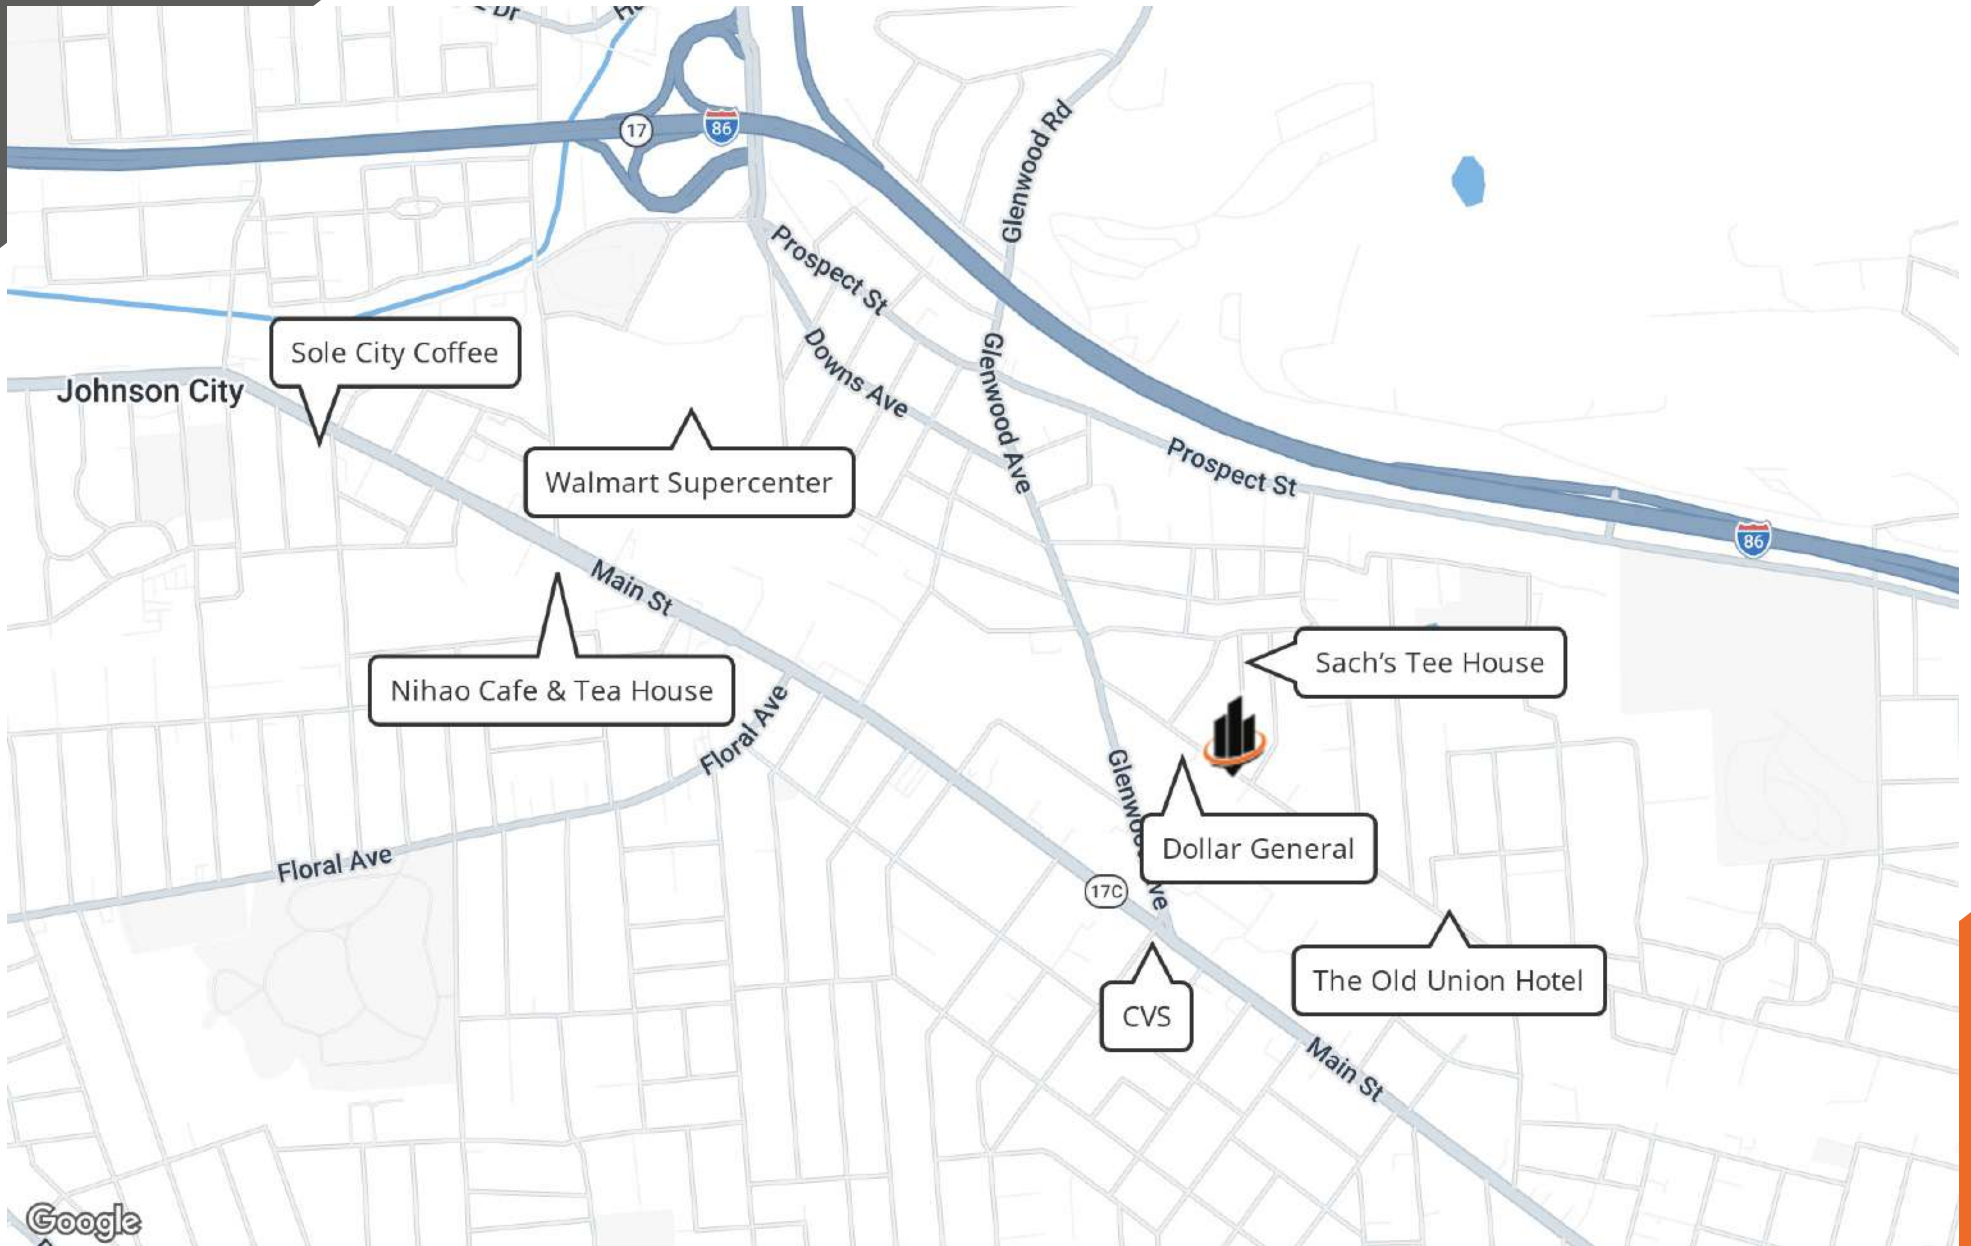 Dr
17
86
Glenwood Rd
Prospect St
Sole City Coffee
Johnson City
Downs Ave
Glenwood Ave
Walmart Supercenter
Prospect St
86
Main St
Sach's Tee House
Nihao Cafe & Tea House
Floral Ave
Dollar General
Floral Ave
17C
The Old Union Hotel
CVS
Main St
Google